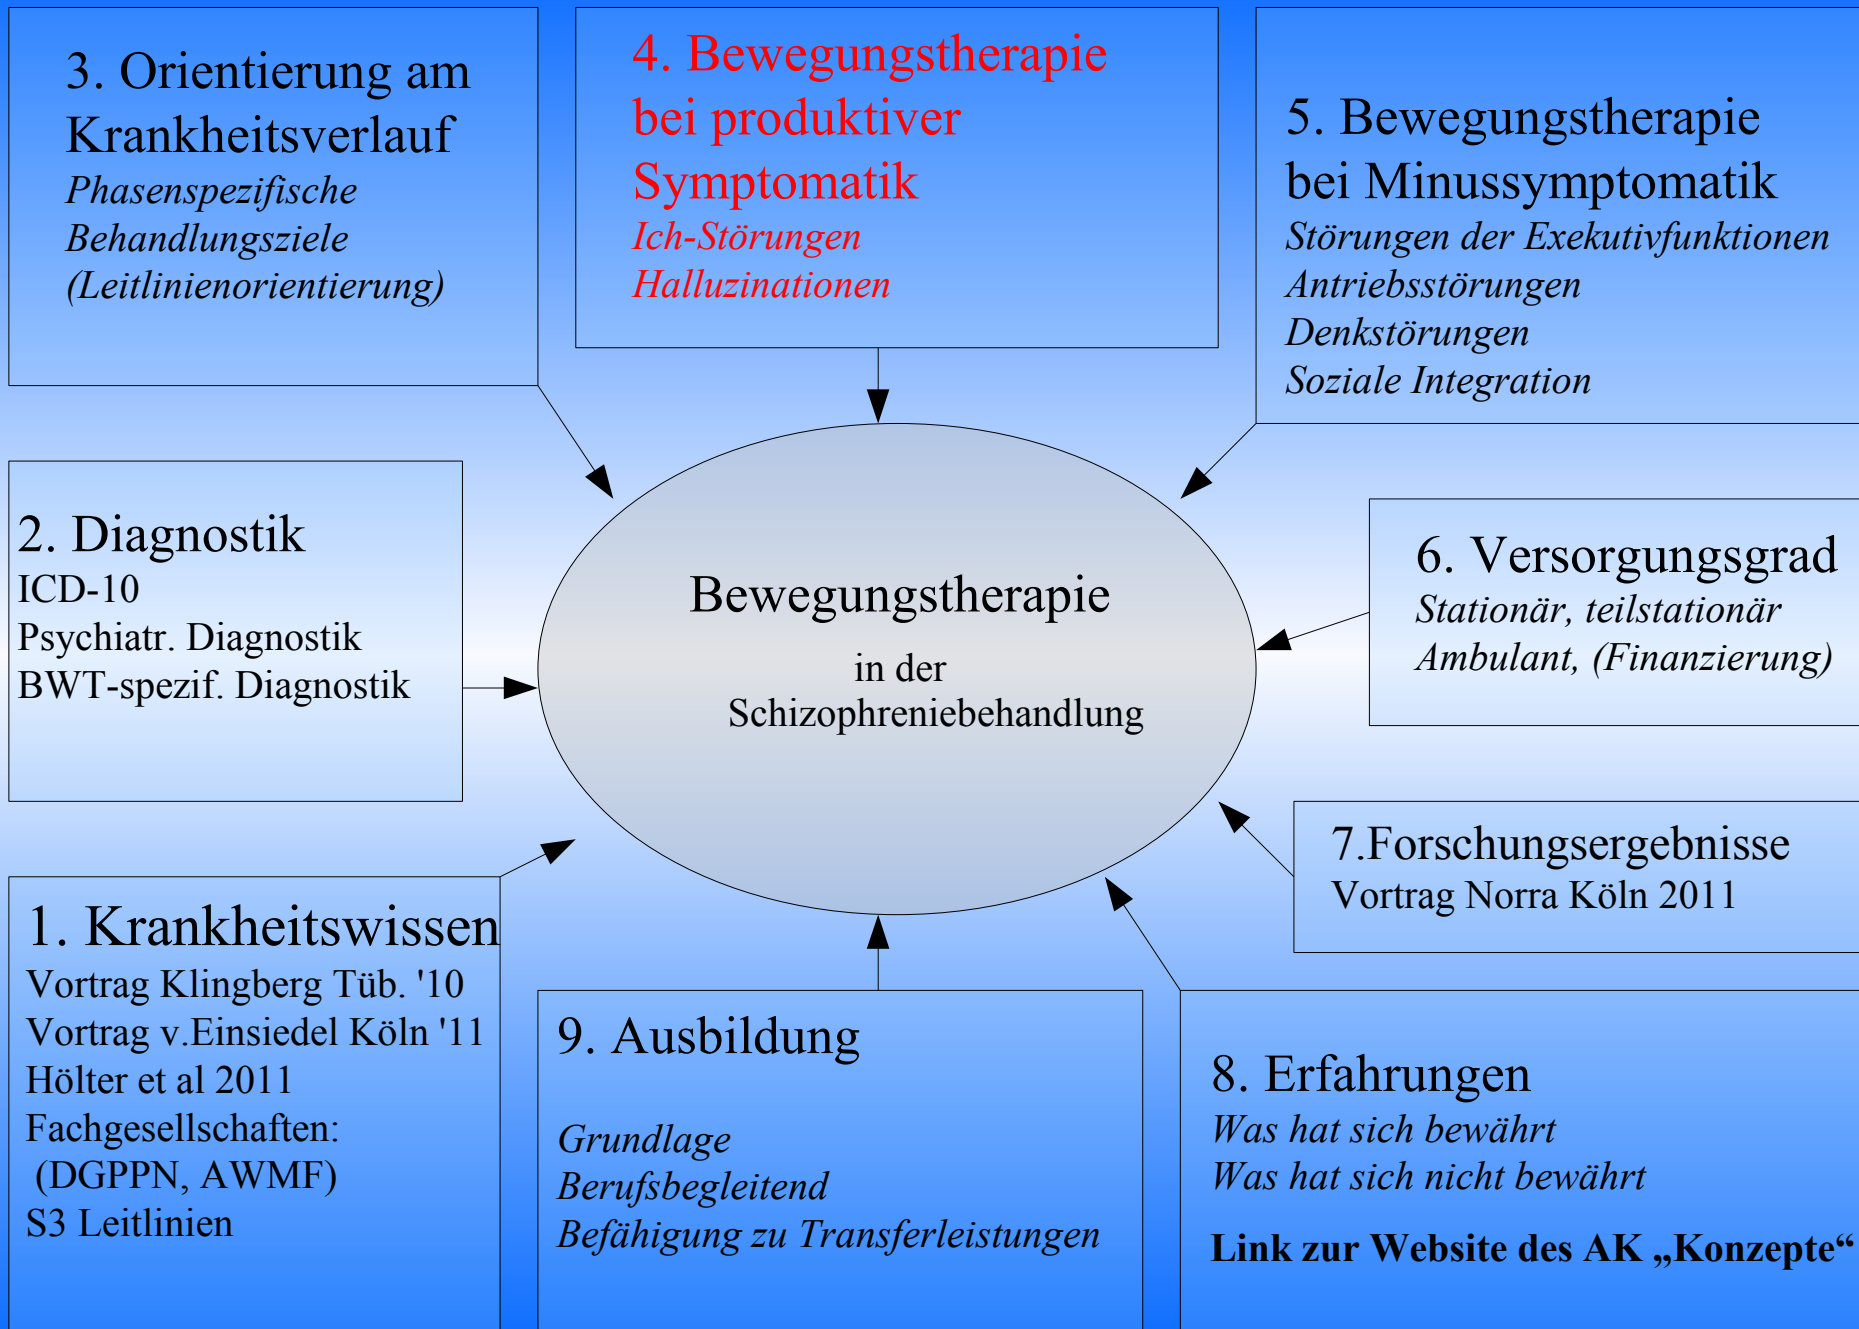 3. Orientierung am
Krankheitsverlauf
Phasenspezifische
Behandlungsziele
(Leitlinienorientierung)
4. Bewegungstherapie
bei produktiver
Symptomatik
Ich-Störungen
Halluzinationen
5. Bewegungstherapie
bei Minussymptomatik
Störungen der Exekutivfunktionen
Antriebsstörungen
Denkstörungen
Soziale Integration
2. Diagnostik
ICD-10
Psychiatr. Diagnostik
BWT-spezif. Diagnostik
Bewegungstherapie
in der
Schizophreniebehandlung
6. Versorgungsgrad
Stationär, teilstationär
Ambulant, (Finanzierung)
7.Forschungsergebnisse
Vortrag Norra Köln 2011
1. Krankheitswissen
Vortrag Klingberg Tüb. '10
Vortrag v.Einsiedel Köln '11
Hölter et al 2011
Fachgesellschaften:
(DGPPN, AWMF)
S3 Leitlinien
9. Ausbildung
Grundlage
Berufsbegleitend
Befähigung zu Transferleistungen
8. Erfahrungen
Was hat sich bewährt
Was hat sich nicht bewährt
Link zur Website des AK „Konzepte“